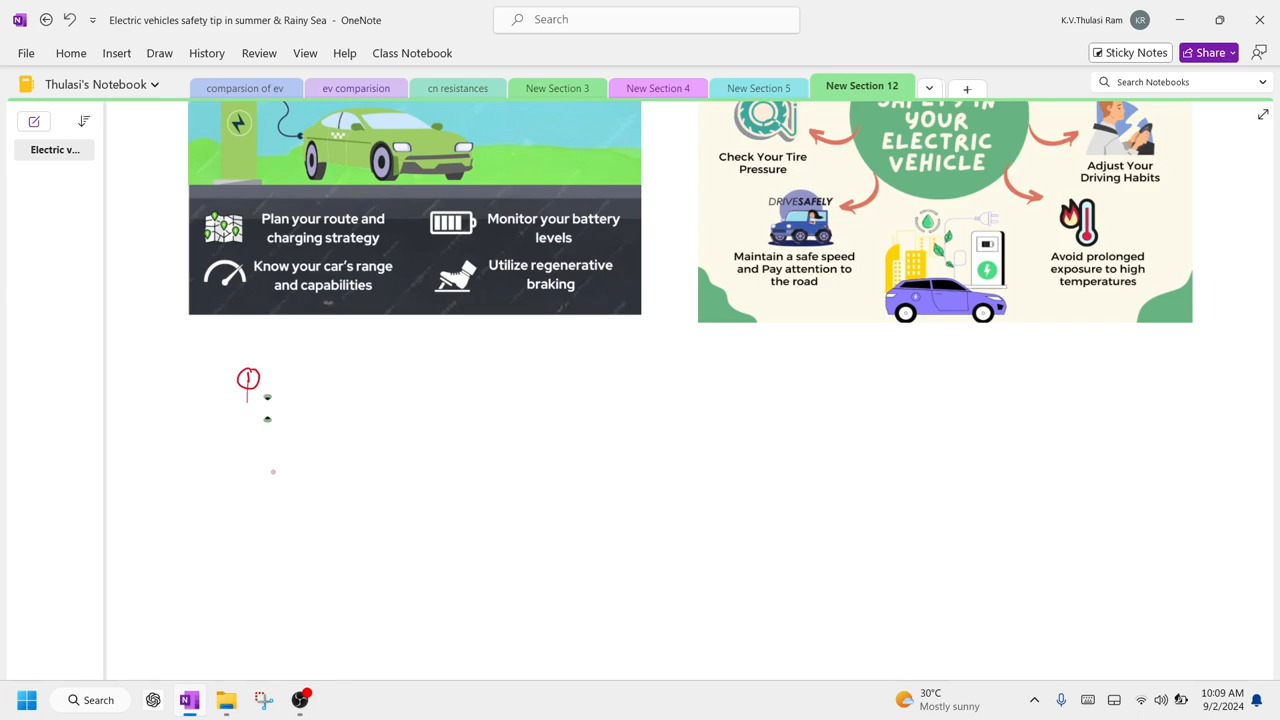 Electric vehicles safety tip in summer & Rainy Sea - OneNote
Search
K.V.Thulasi Ram
KR
File
Home
Insert
Draw
History
Review
View
Help
Class Notebook
Sticky Notes
Share
Thulasi's Notebook
comparsion of ev
ev comparision
cn resistances
New Section 3
New Section 4
New Section 5
New Section 12
Search Notebooks
Electric v...
Plan your route and
charging strategy
Monitor your battery
levels
Know your car's range
and capabilities
Utilize regenerative
braking
SAFETY IN
YOUR
ELECTRIC
VEHICLE
Check Your Tire
Pressure
Adjust Your
Driving Habits
DRIVESAFELY
Maintain a safe speed
and Pay attention to
the road
Avoid prolonged
exposure to high
temperatures
1
Search
30°C
Mostly sunny
10:09 AM
9/2/2024